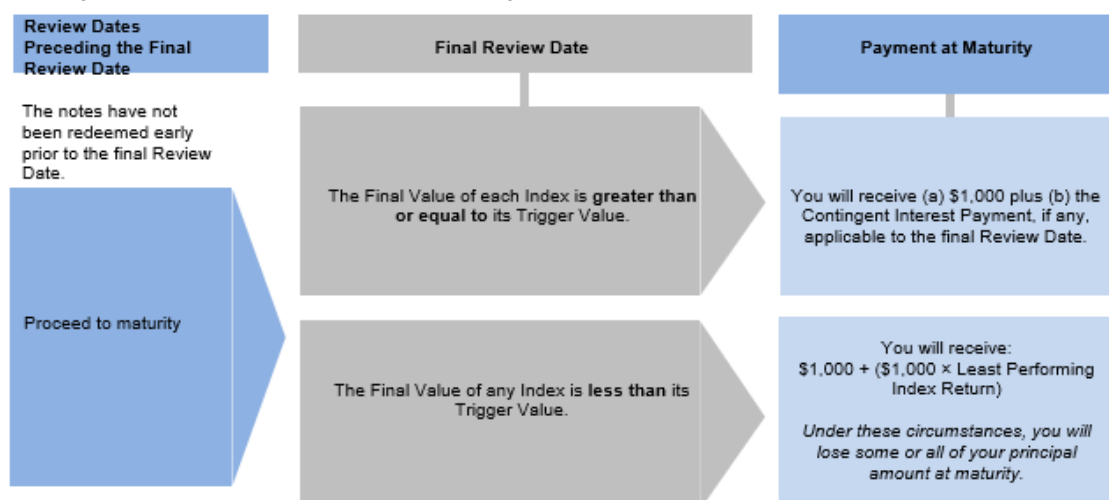 Review Dates
Preceding the Final
Review Date
Final Review Date
Payment at Maturity
The notes have not
been redeemed early
prior to the final Review
Date.
Proceed to maturity
The Final Value of each Index is greater than
or equal to its Trigger Value.
You will receive (a) $1,000 plus (b) the
Contingent Interest Payment, if any,
applicable to the final Review Date.
The Final Value of any Index is less than its
Trigger Value.
You will receive:
$1,000 + ($1,000 × Least Performing
Index Return)
Under these circumstances, you will
lose some or all of your principal
amount at maturity.